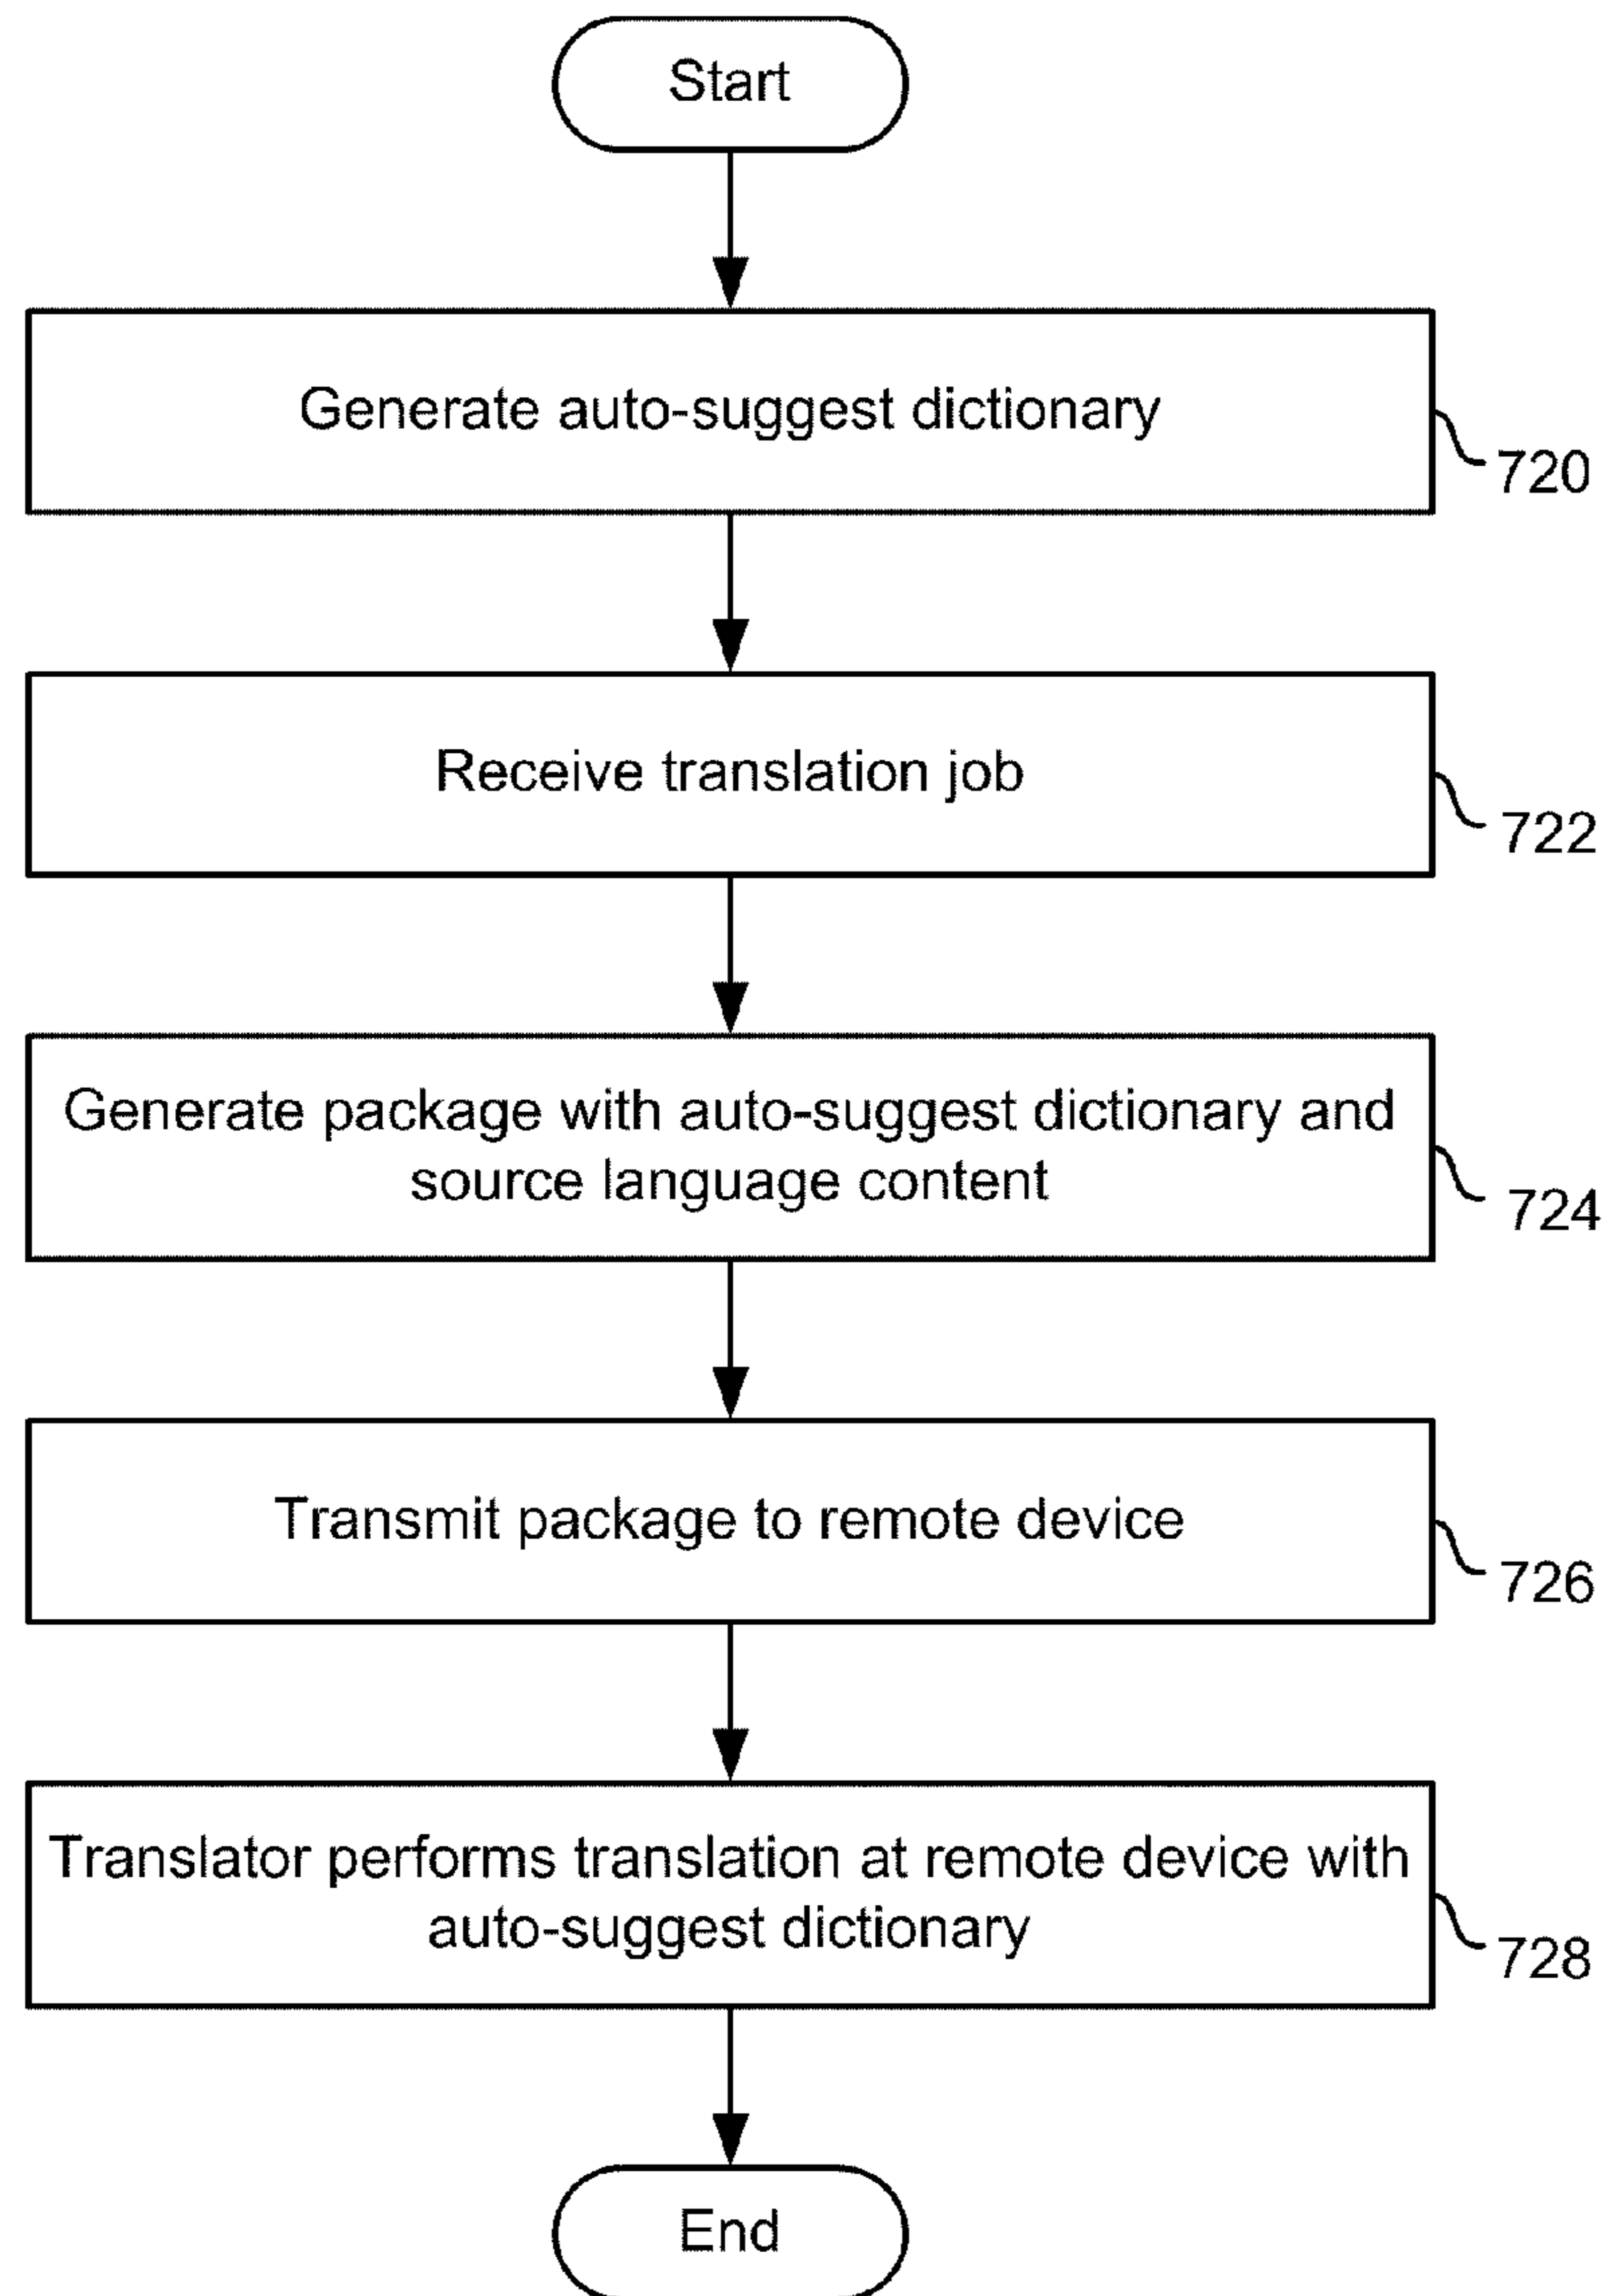 Start
Generate auto-suggest dictionary
720
Receive translation job
722
Generate package with auto-suggest dictionary and
source language content
724
Transmit package to remote device
726
Translator performs translation at remote device with
auto-suggest dictionary
728
End